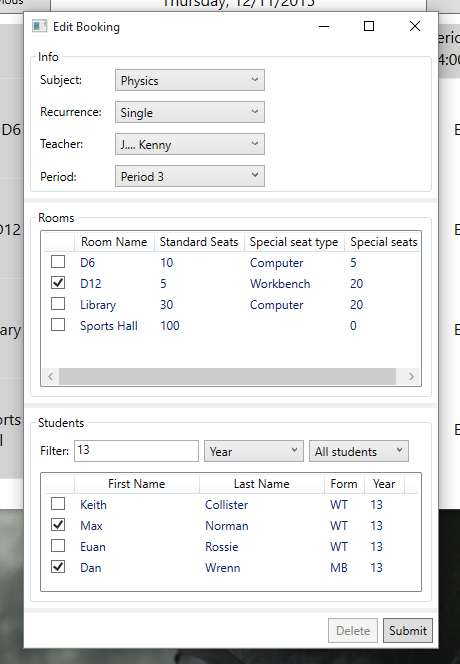 Thursday, 12/11/2015
Edit Booking
Info
Subject: Physics
Recurrence: Single
Teacher: J.... Kenny
Period: Period 3
Rooms
Room Name Standard Seats Special seat type Special seats
D6 10 Computer 5
D12 5 Workbench 20
Library 30 Computer 20
Sports Hall 100 0
Students
Filter: 13 Year All students
First Name Last Name Form Year
Keith Collister WT 13
Max Norman WT 13
Euan Rossie WT 13
Dan Wrenn MB 13
Delete Submit
D6